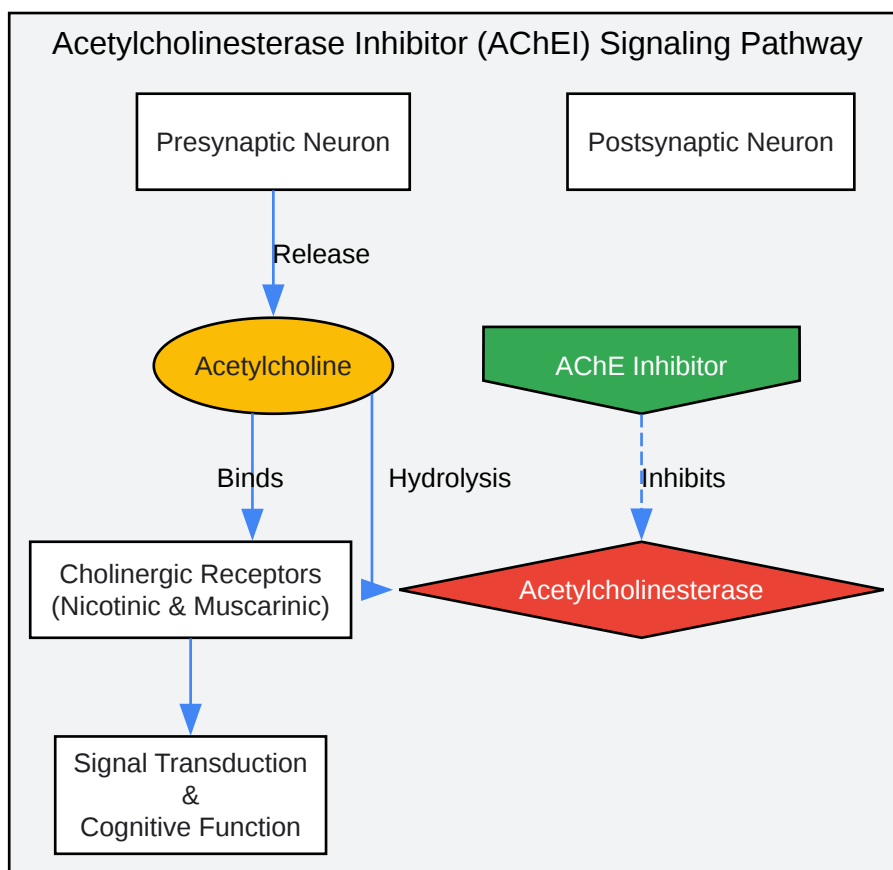 Acetylcholinesterase Inhibitor (AChEI) Signaling Pathway
Presynaptic Neuron
Postsynaptic Neuron
Release
Acetylcholine
AChE Inhibitor
Binds
Hydrolysis
Inhibits
Cholinergic Receptors
(Nicotinic & Muscarinic)
Acetylcholinesterase
Signal Transduction
&
Cognitive Function